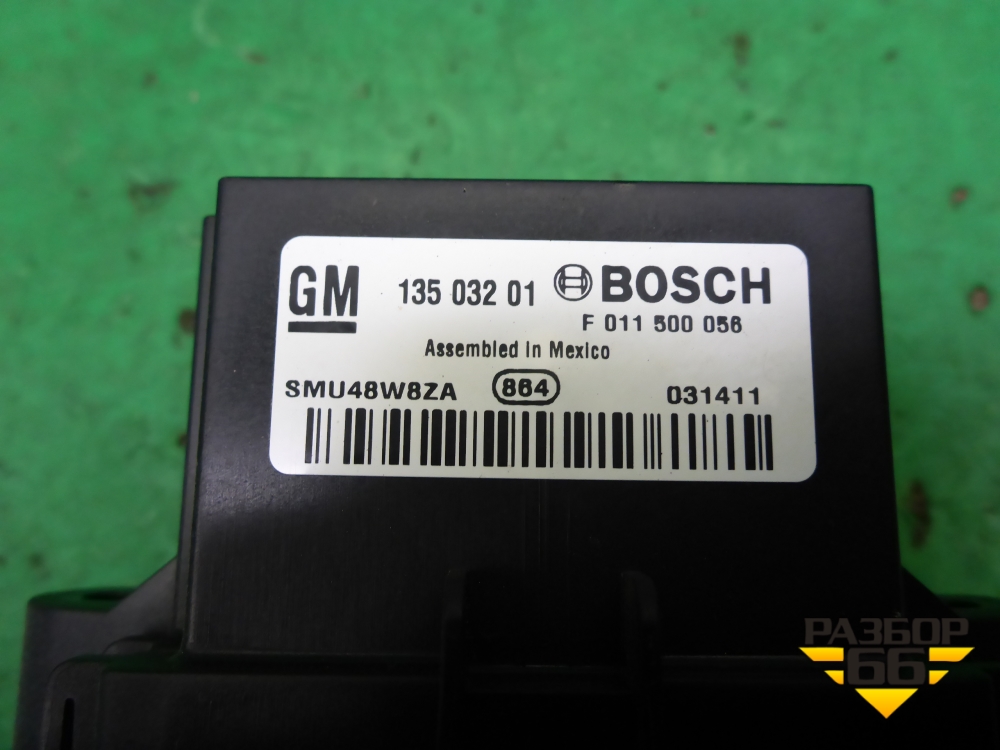 GM 135 032 01 BOSCH
F 011 500 056
Assembled in Mexico
SMU48W8ZA 864 031411
РАЗБОР
66